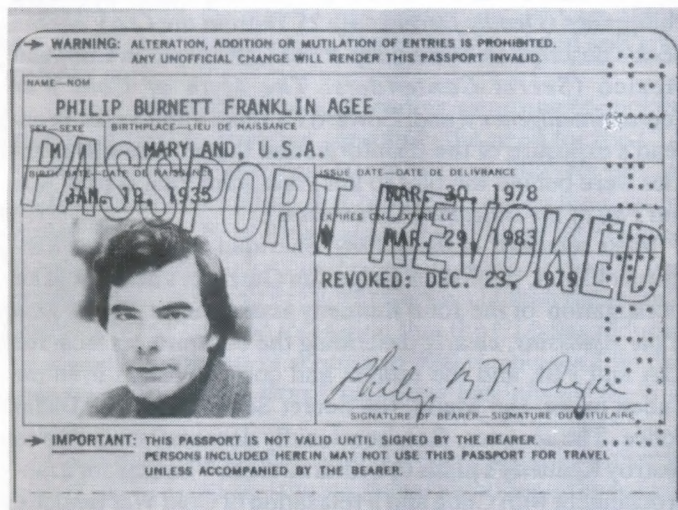 → WARNING: ALTERATION, ADDITION OR MUTILATION OF ENTRIES IS PROHIBITED.
ANY UNOFFICIAL CHANGE WILL RENDER THIS PASSPORT INVALID.
NAME—NOM
PHILIP BURNETT FRANKLIN AGEE
SEX—SEXE BIRTHPLACE—LIEU DE NAISSANCE
M MARYLAND, U.S.A.
BIRTH DATE—DATE DE NAISSANCE ISSUE DATE—DATE DE DELIVRANCE
JAN. 19, 1935 MAR. 30, 1978
EXPIRES ON—EXPIRE LE
MAR. 29, 1983
PASSPORT REVOKED
REVOKED: DEC. 23, 1979
Philip B.F. Agee
SIGNATURE OF BEARER—SIGNATURE DU TITULAIRE
→ IMPORTANT: THIS PASSPORT IS NOT VALID UNTIL SIGNED BY THE BEARER.
PERSONS INCLUDED HEREIN MAY NOT USE THIS PASSPORT FOR TRAVEL
UNLESS ACCOMPANIED BY THE BEARER.